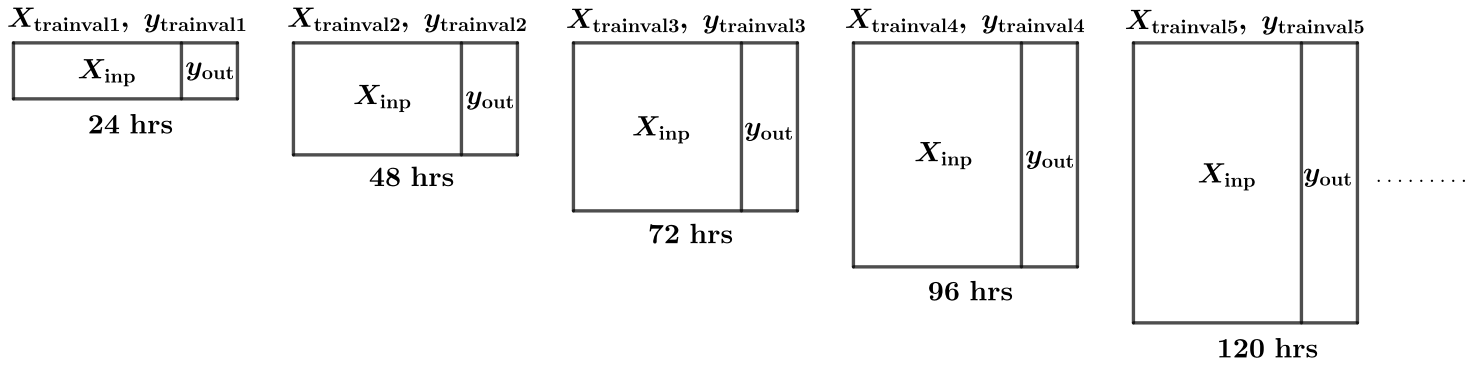 X_trainval1, y_trainval1
X_inp
y_out
24 hrs
X_trainval2, y_trainval2
X_inp
y_out
48 hrs
X_trainval3, y_trainval3
X_inp
y_out
72 hrs
X_trainval4, y_trainval4
X_inp
y_out
96 hrs
X_trainval5, y_trainval5
X_inp
y_out
120 hrs
.........